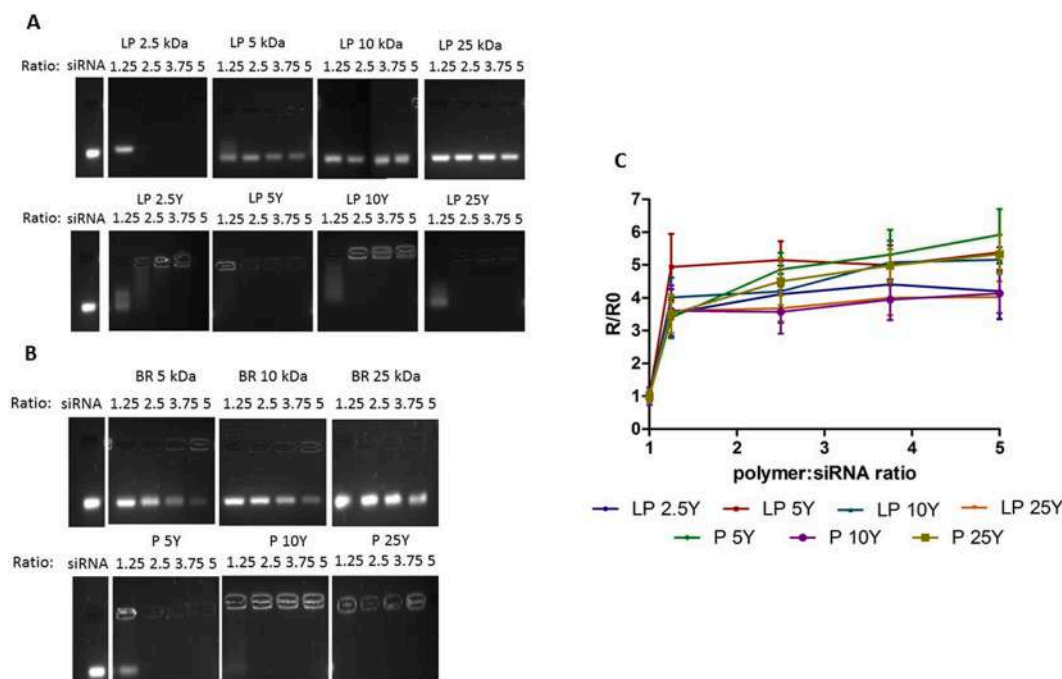 A
LP 2.5 kDa LP 5 kDa LP 10 kDa LP 25 kDa
Ratio: siRNA 1.25 2.5 3.75 5 1.25 2.5 3.75 5 1.25 2.5 3.75 5 1.25 2.5 3.75 5
LP 2.5Y LP 5Y LP 10Y LP 25Y
Ratio: siRNA 1.25 2.5 3.75 5 1.25 2.5 3.75 5 1.25 2.5 3.75 5 1.25 2.5 3.75 5
B
BR 5 kDa BR 10 kDa BR 25 kDa
Ratio: siRNA 1.25 2.5 3.75 5 1.25 2.5 3.75 5 1.25 2.5 3.75 5
P 5Y P 10Y P 25Y
Ratio: siRNA 1.25 2.5 3.75 5 1.25 2.5 3.75 5 1.25 2.5 3.75 5
C
R/R0
7
6
5
4
3
2
1
0
1 2 3 4 5
polymer:siRNA ratio
LP 2.5Y LP 5Y LP 10Y LP 25Y
P 5Y P 10Y P 25Y